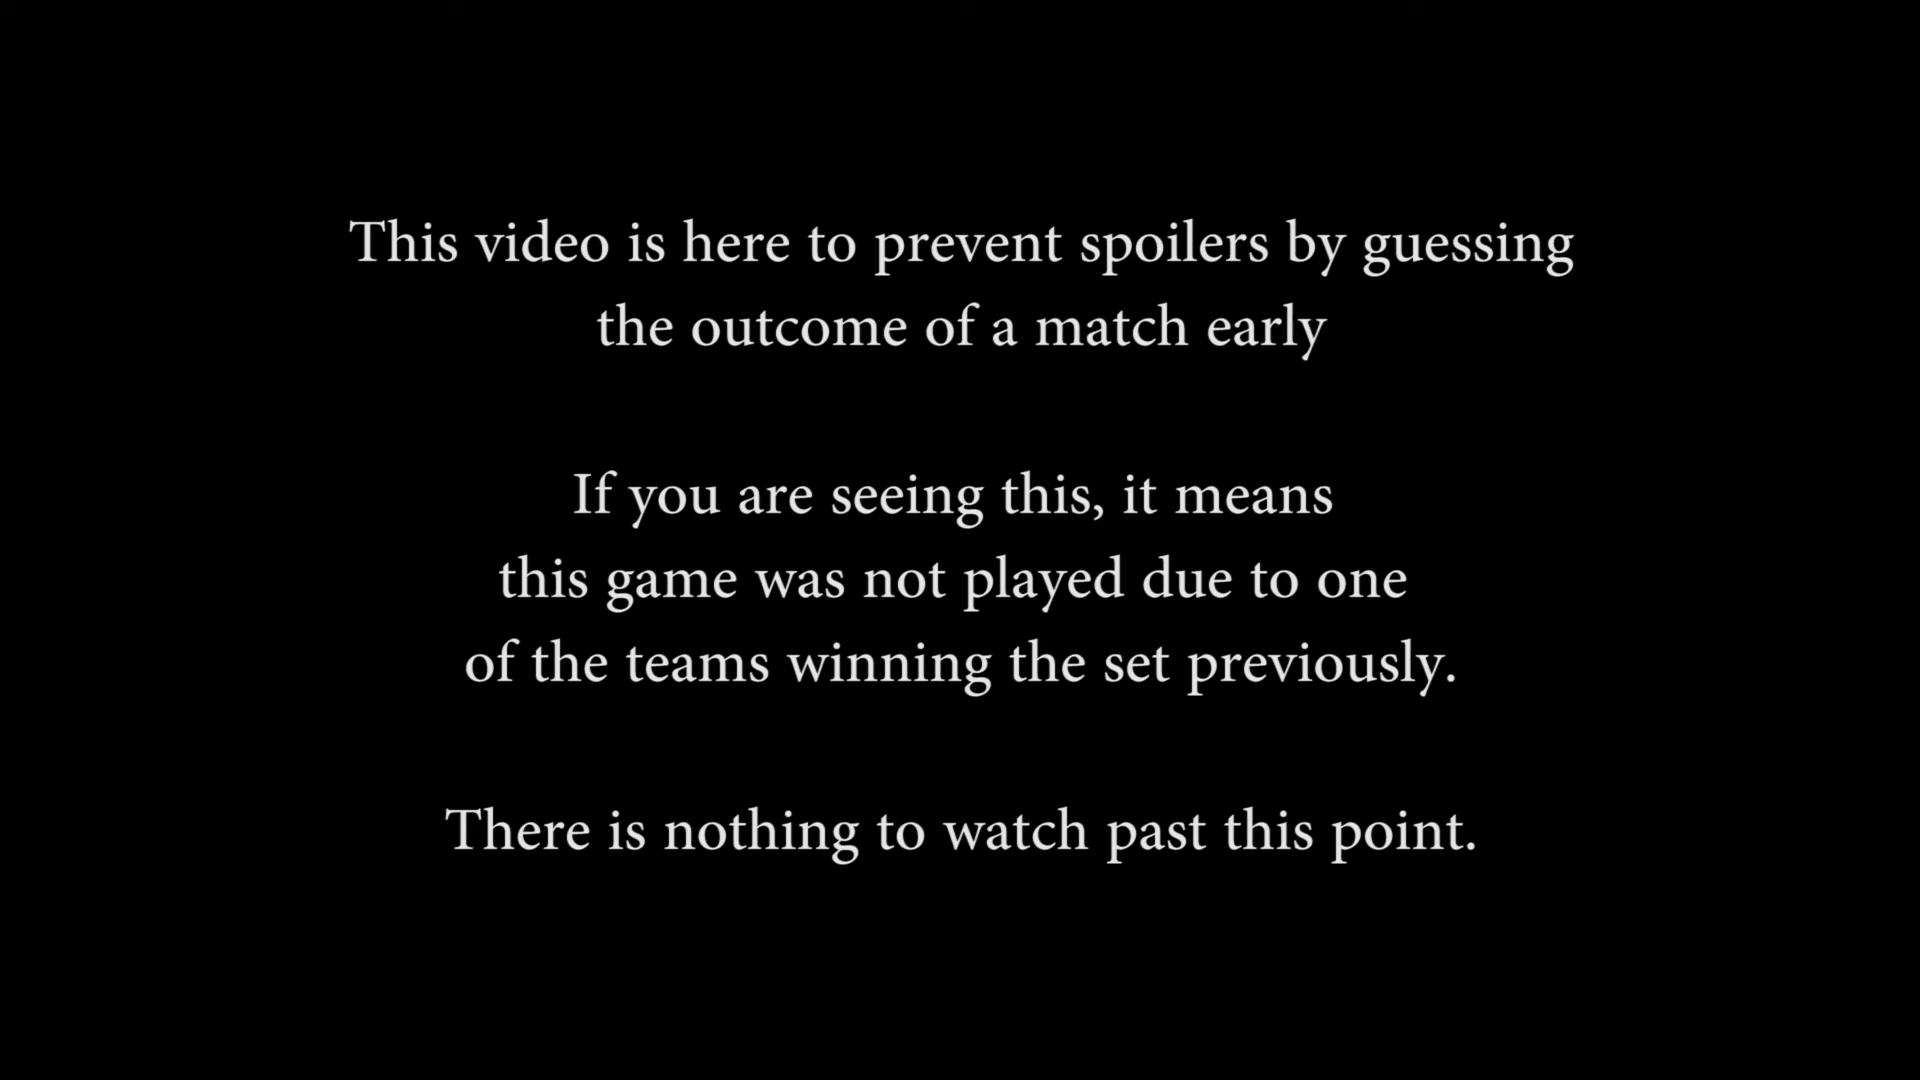 This video is here to prevent spoilers by guessing
the outcome of a match early
If you are seeing this, it means
this game was not played due to one
of the teams winning the set previously.
There is nothing to watch past this point.